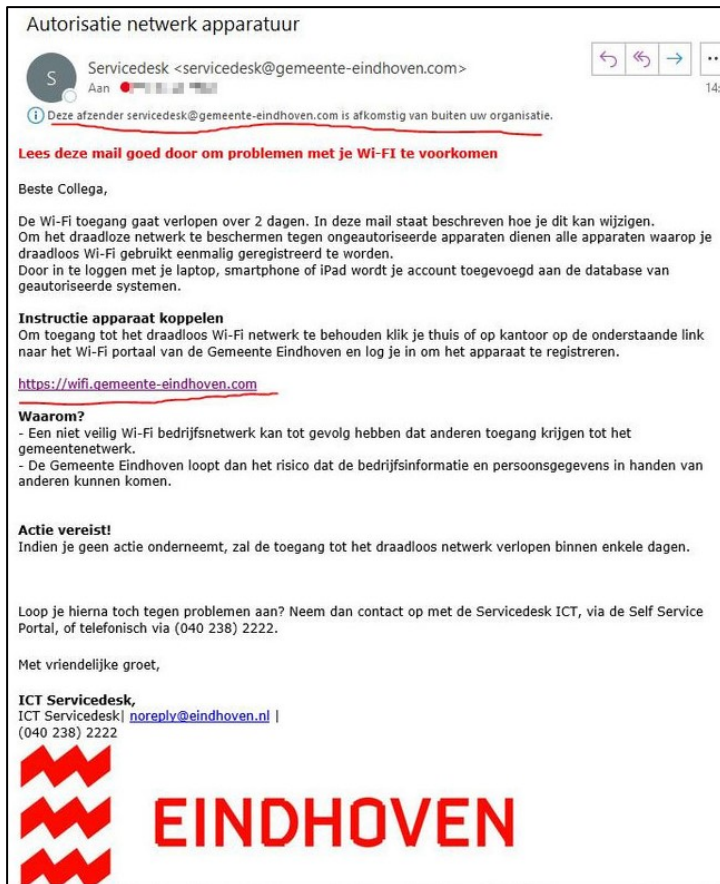 Autorisatie netwerk apparatuur
S
Servicedesk <servicedesk@gemeente-eindhoven.com>
Aan
14:
Deze afzender servicedesk@gemeente-eindhoven.com is afkomstig van buiten uw organisatie.
Lees deze mail goed door om problemen met je Wi-FI te voorkomen
Beste Collega,
De Wi-Fi toegang gaat verlopen over 2 dagen. In deze mail staat beschreven hoe je dit kan wijzigen.
Om het draadloze netwerk te beschermen tegen ongeautoriseerde apparaten dienen alle apparaten waarop je
draadloos Wi-Fi gebruikt eenmalig geregistreerd te worden.
Door in te loggen met je laptop, smartphone of iPad wordt je account toegevoegd aan de database van
geautoriseerde systemen.
Instructie apparaat koppelen
Om toegang tot het draadloos Wi-Fi netwerk te behouden klik je thuis of op kantoor op de onderstaande link
naar het Wi-Fi portaal van de Gemeente Eindhoven en log je in om het apparaat te registreren.
https://wifi.gemeente-eindhoven.com
Waarom?
- Een niet veilig Wi-Fi bedrijfsnetwerk kan tot gevolg hebben dat anderen toegang krijgen tot het
gemeentenetwerk.
- De Gemeente Eindhoven loopt dan het risico dat de bedrijfsinformatie en persoonsgegevens in handen van
anderen kunnen komen.
Actie vereist!
Indien je geen actie onderneemt, zal de toegang tot het draadloos netwerk verlopen binnen enkele dagen.
Loop je hierna toch tegen problemen aan? Neem dan contact op met de Servicedesk ICT, via de Self Service
Portal, of telefonisch via (040 238) 2222.
Met vriendelijke groet,
ICT Servicedesk,
ICT Servicedesk| noreply@eindhoven.nl |
(040 238) 2222
EINDHOVEN